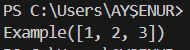 PS C:\Users\AYŞENUR>
Example([1, 2, 3])